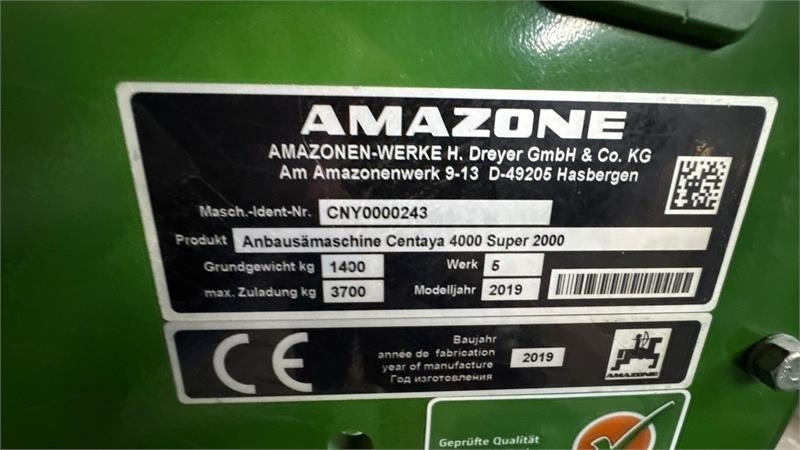 AMAZONE
AMAZONEN-WERKE H. Dreyer GmbH & Co. KG
Am Amazonenwerk 9-13 D-49205 Hasbergen
Masch.-Ident-Nr. CNY0000243
Produkt Anbausämaschine Centaya 4000 Super 2000
Grundgewicht kg 1400 Werk 5
max. Zuladung kg 3700 Modelljahr 2019
CE
Baujahr
année de fabrication
year of manufacture
Год изготовления
2019
AMAZONE
Geprüfte Qualität